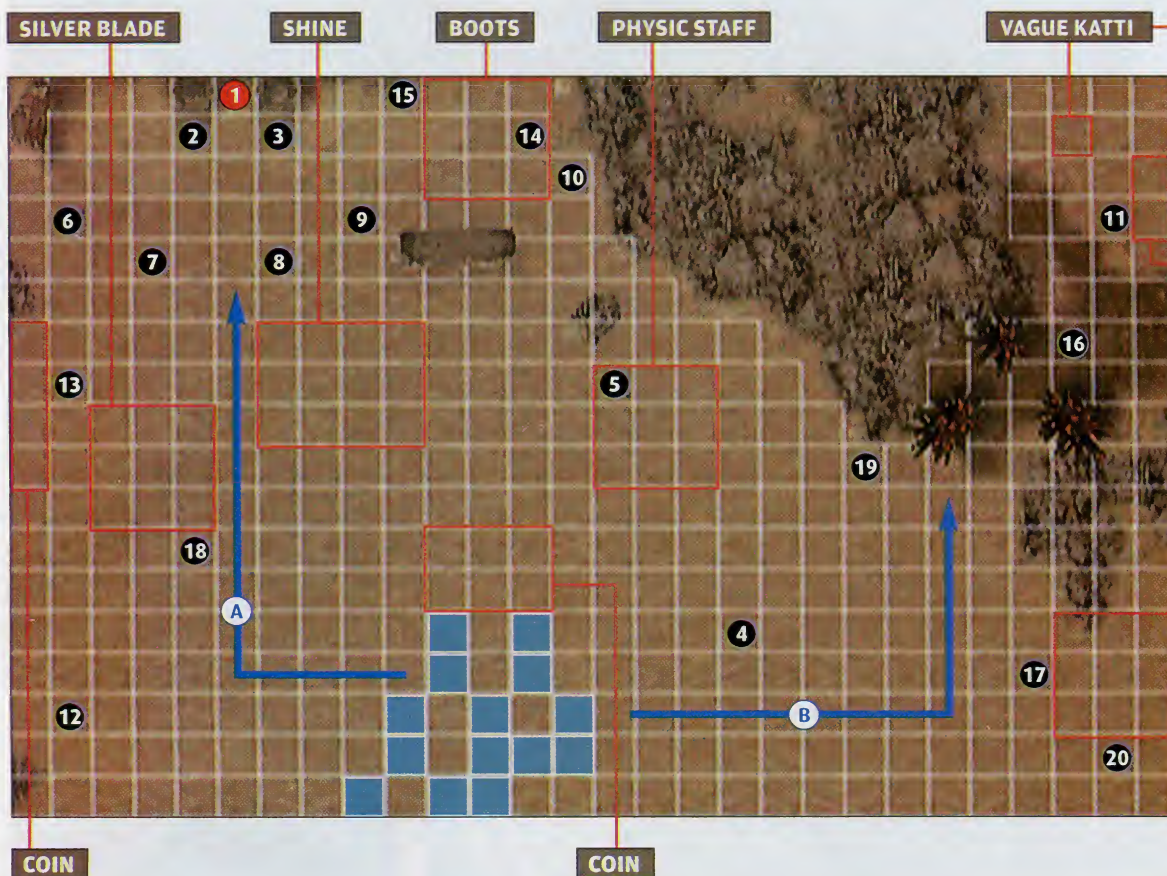 SILVER BLADE
SHINE
BOOTS
PHYSIC STAFF
VAGUE KATTI
1
15
2
3
14
10
6
9
11
7
8
16
13
5
19
18
A
4
17
12
B
20
COIN
COIN